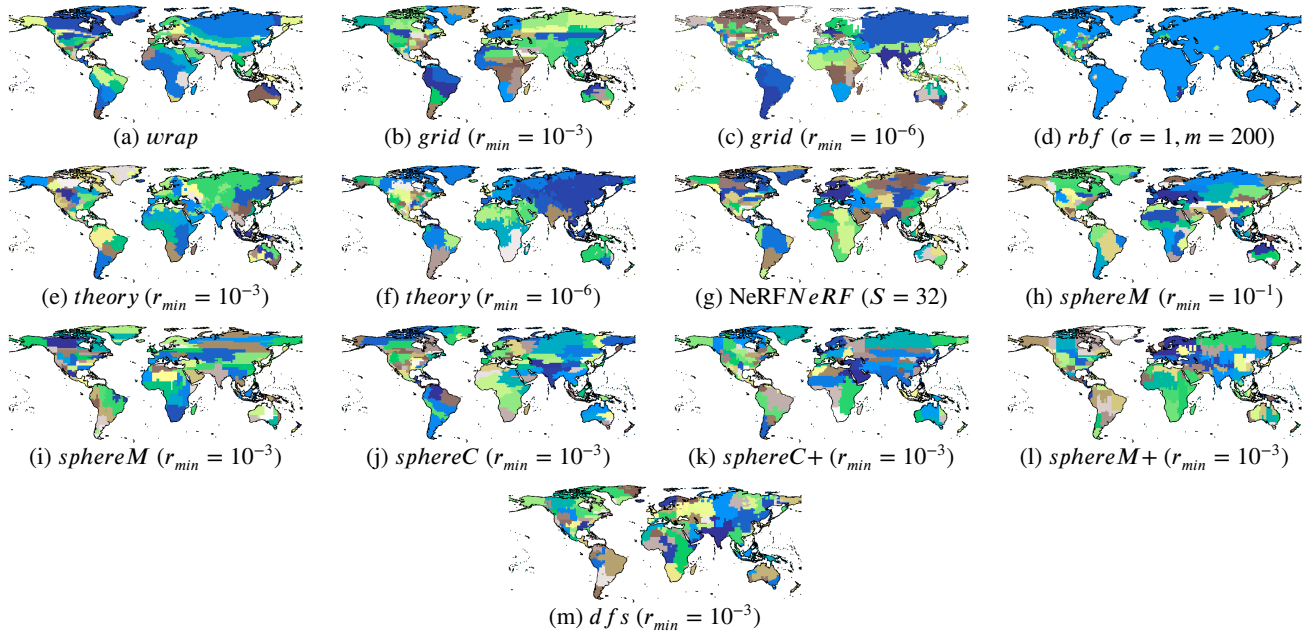 (a) wrap
(b) grid (r_min = 10^-3)
(c) grid (r_min = 10^-6)
(d) rbf (σ = 1, m = 200)
(e) theory (r_min = 10^-3)
(f) theory (r_min = 10^-6)
(g) NeRFNeRF (S = 32)
(h) sphereM (r_min = 10^-1)
(i) sphereM (r_min = 10^-3)
(j) sphereC (r_min = 10^-3)
(k) sphereC+ (r_min = 10^-3)
(l) sphereM+ (r_min = 10^-3)
(m) dfs (r_min = 10^-3)